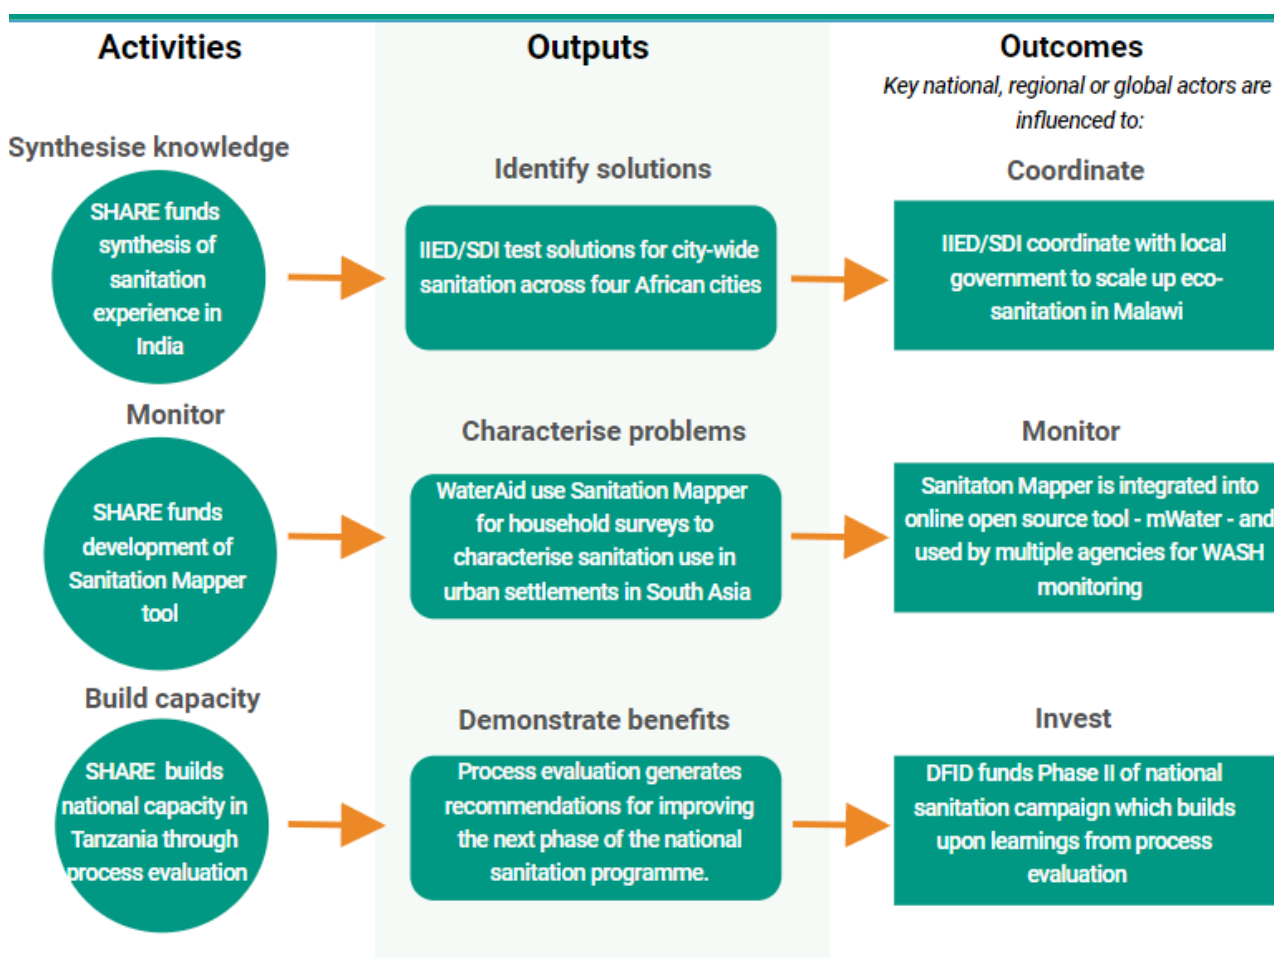 Activities
Outputs
Outcomes
Key national, regional or global actors are
influenced to:
Synthesise knowledge
SHARE funds
synthesis of
sanitation
experience in
India
Identify solutions
IIED/SDI test solutions for city-wide
sanitation across four African cities
Coordinate
IIED/SDI coordinate with local
government to scale up eco-
sanitation in Malawi
Monitor
SHARE funds
development of
Sanitation Mapper
tool
Characterise problems
WaterAid use Sanitation Mapper
for household surveys to
characterise sanitation use in
urban settlements in South Asia
Monitor
Sanitaton Mapper is integrated into
online open source tool - mWater - and
used by multiple agencies for WASH
monitoring
Build capacity
SHARE builds
national capacity in
Tanzania through
process evaluation
Demonstrate benefits
Process evaluation generates
recommendations for improving
the next phase of the national
sanitation programme.
Invest
DFID funds Phase II of national
sanitation campaign which builds
upon learnings from process
evaluation